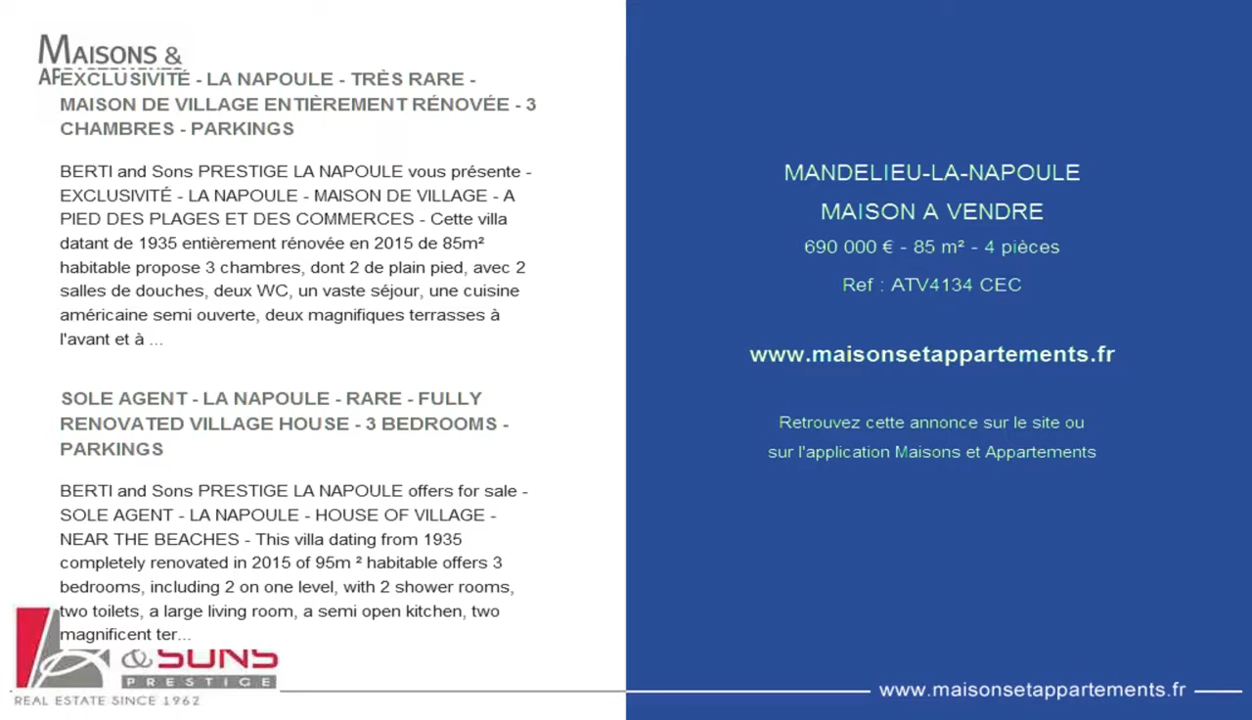 MAISONS &
EXCLUSIVITÉ - LA NAPOULE - TRÈS RARE -
MAISON DE VILLAGE ENTIÈREMENT RÉNOVÉE - 3
CHAMBRES - PARKINGS
BERTI and Sons PRESTIGE LA NAPOULE vous présente -
EXCLUSIVITÉ - LA NAPOULE - MAISON DE VILLAGE - A
PIED DES PLAGES ET DES COMMERCES - Cette villa
datant de 1935 entièrement rénovée en 2015 de 85m²
habitable propose 3 chambres, dont 2 de plain pied, avec 2
salles de douches, deux WC, un vaste séjour, une cuisine
américaine semi ouverte, deux magnifiques terrasses à
l'avant et à ...
SOLE AGENT - LA NAPOULE - RARE - FULLY
RENOVATED VILLAGE HOUSE - 3 BEDROOMS -
PARKINGS
BERTI and Sons PRESTIGE LA NAPOULE offers for sale -
SOLE AGENT - LA NAPOULE - HOUSE OF VILLAGE -
NEAR THE BEACHES - This villa dating from 1935
completely renovated in 2015 of 95m ² habitable offers 3
bedrooms, including 2 on one level, with 2 shower rooms,
two toilets, a large living room, a semi open kitchen, two
magnificent ter...
& SONS
PRESTIGE
REAL ESTATE SINCE 1962
MANDELIEU-LA-NAPOULE
MAISON A VENDRE
690 000 € - 85 m² - 4 pièces
Ref : ATV4134 CEC
www.maisonsetappartements.fr
Retrouvez cette annonce sur le site ou
sur l'application Maisons et Appartements
www.maisonsetappartements.fr